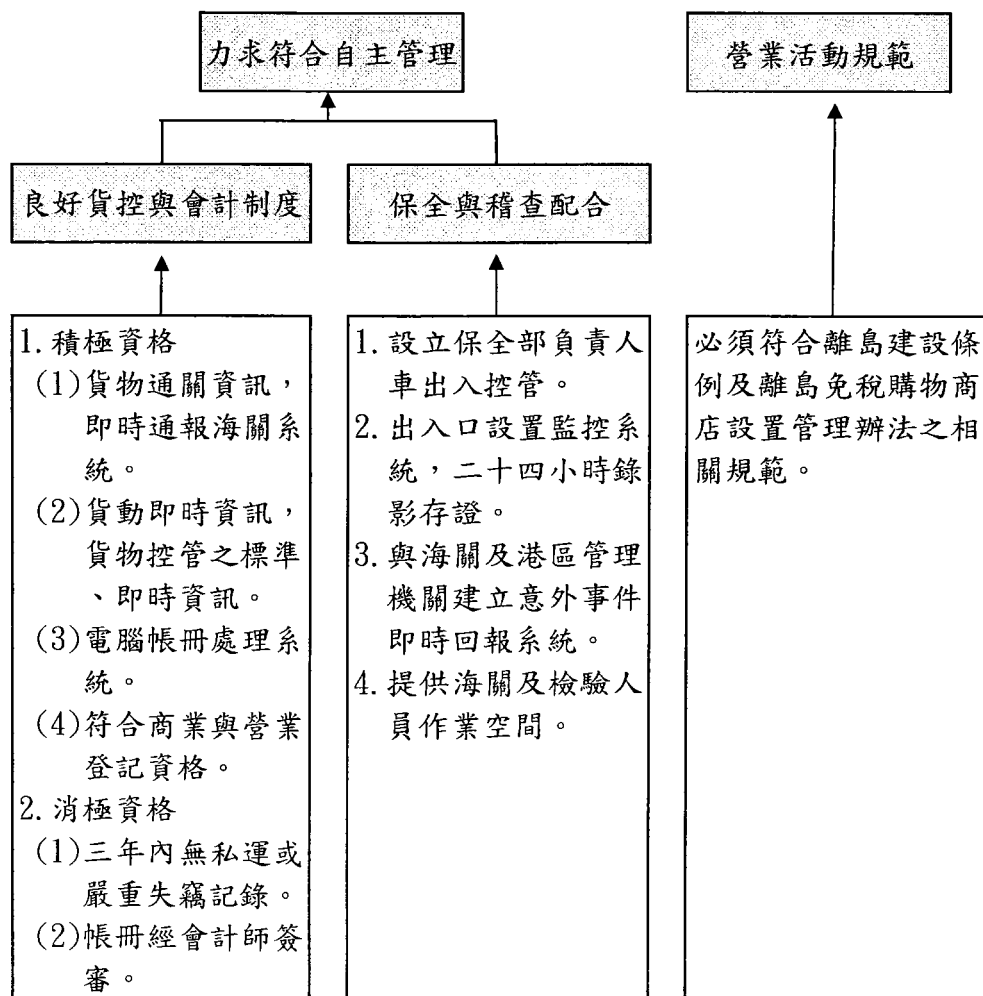 力求符合自主管理
營業活動規範
良好貨控與會計制度
保全與稽查配合
1. 積極資格
(1)貨物通關資訊，
即時通報海關系
統。
(2)貨動即時資訊，
貨物控管之標準
、即時資訊。
(3)電腦帳冊處理系
統。
(4)符合商業與營業
登記資格。
2. 消極資格
(1)三年內無私運或
嚴重失竊記錄。
(2)帳冊經會計師簽
審。
1. 設立保全部負責人
車出入控管。
2. 出入口設置監控系
統，二十四小時錄
影存證。
3. 與海關及港區管理
機關建立意外事件
即時回報系統。
4. 提供海關及檢驗人
員作業空間。
必須符合離島建設條
例及離島免稅購物商
店設置管理辦法之相
關規範。